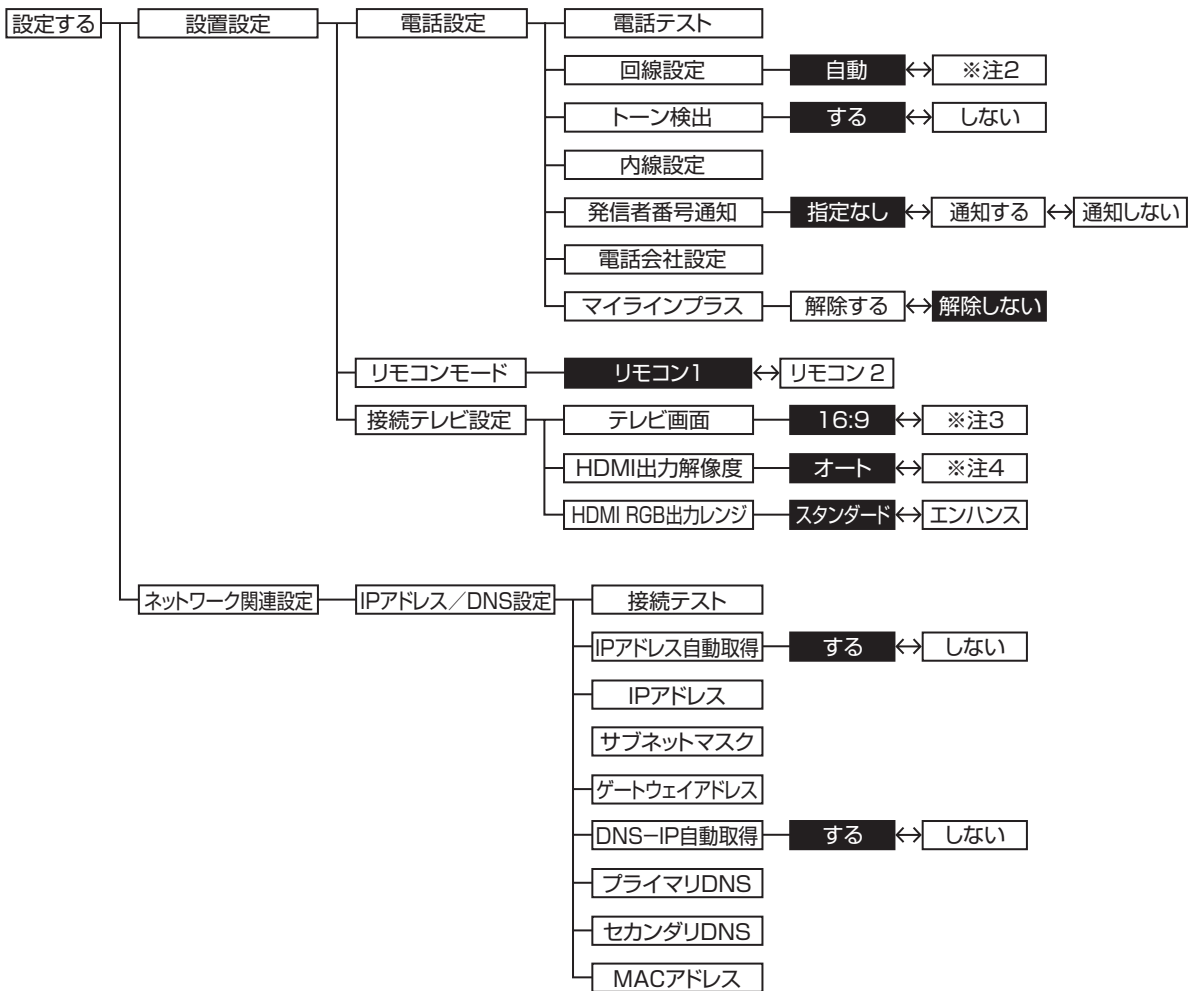 設定する 設置設定 電話設定 電話テスト
回線設定 自動 ↔ ※注2
トーン検出 する ↔ しない
内線設定
発信者番号通知 指定なし ↔ 通知する ↔ 通知しない
電話会社設定
マイラインプラス 解除する ↔ 解除しない
リモコンモード リモコン1 ↔ リモコン2
接続テレビ設定 テレビ画面 16:9 ↔ ※注3
HDMI出力解像度 オート ↔ ※注4
HDMI RGB出力レンジ スタンダード ↔ エンハンス
ネットワーク関連設定 IPアドレス／DNS設定 接続テスト
IPアドレス自動取得 する ↔ しない
IPアドレス
サブネットマスク
ゲートウェイアドレス
DNS−IP自動取得 する ↔ しない
プライマリDNS
セカンダリDNS
MACアドレス